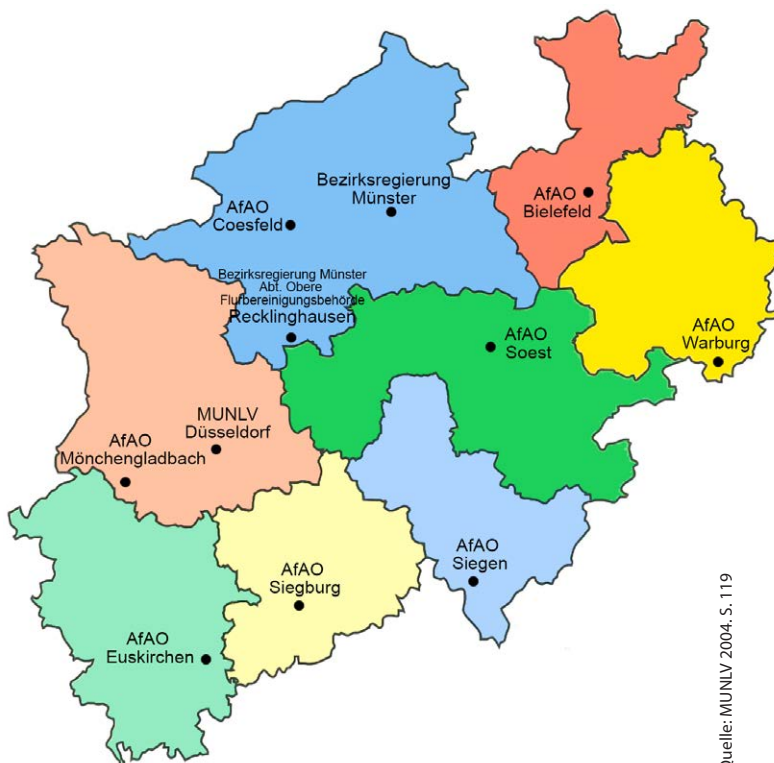 AfAO
Bielefeld
Bezirksregierung
Münster
AfAO
Coesfeld
Bezirksregierung Münster
Abt. Obere
Flurbereinigungsbehörde
Recklinghausen
AfAO
Soest
AfAO
Warburg
MUNLV
Düsseldorf
AfAO
Mönchengladbach
AfAO
Siegen
AfAO
Siegburg
AfAO
Euskirchen
Quelle: MUNLV 2004. S. 119